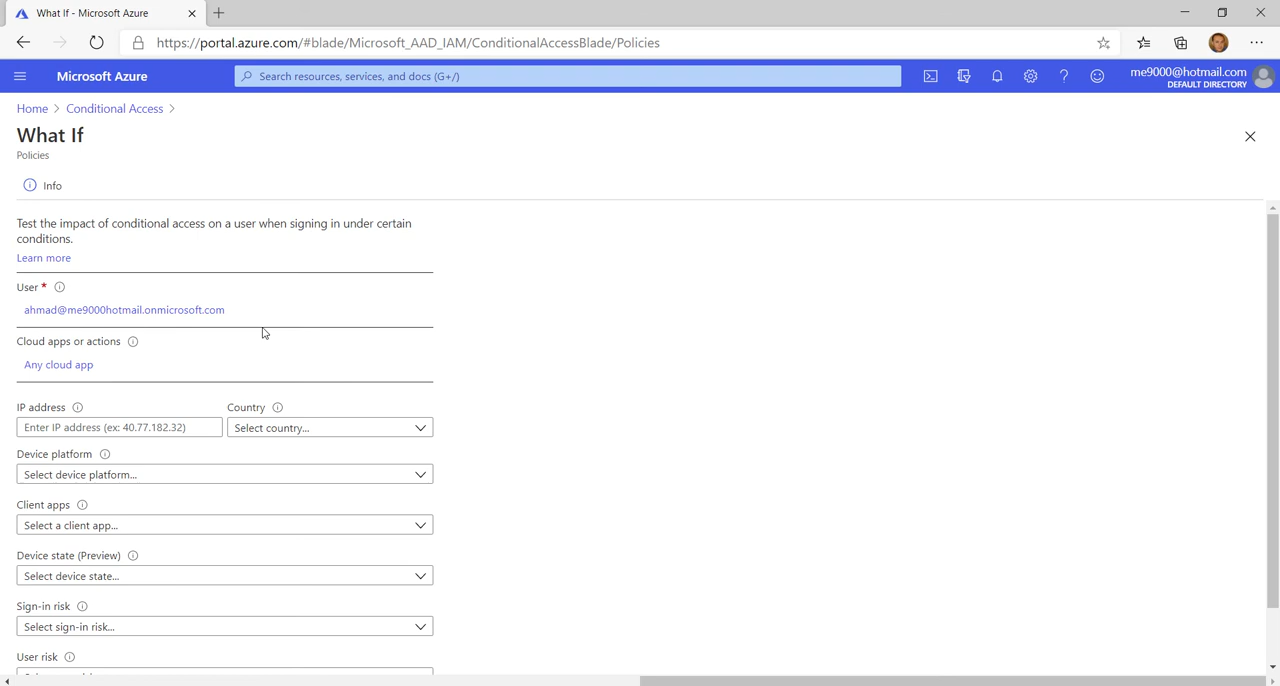 What If - Microsoft Azure
https://portal.azure.com/#blade/Microsoft_AAD_IAM/ConditionalAccessBlade/Policies
Microsoft Azure
Search resources, services, and docs (G+/)
me9000@hotmail.com
DEFAULT DIRECTORY
Home > Conditional Access >
What If
Policies
Info
Test the impact of conditional access on a user when signing in under certain
conditions.
Learn more
User *
ahmad@me9000hotmail.onmicrosoft.com
Cloud apps or actions
Any cloud app
IP address Country
Enter IP address (ex: 40.77.182.32) Select country...
Device platform
Select device platform...
Client apps
Select a client app...
Device state (Preview)
Select device state...
Sign-in risk
Select sign-in risk...
User risk